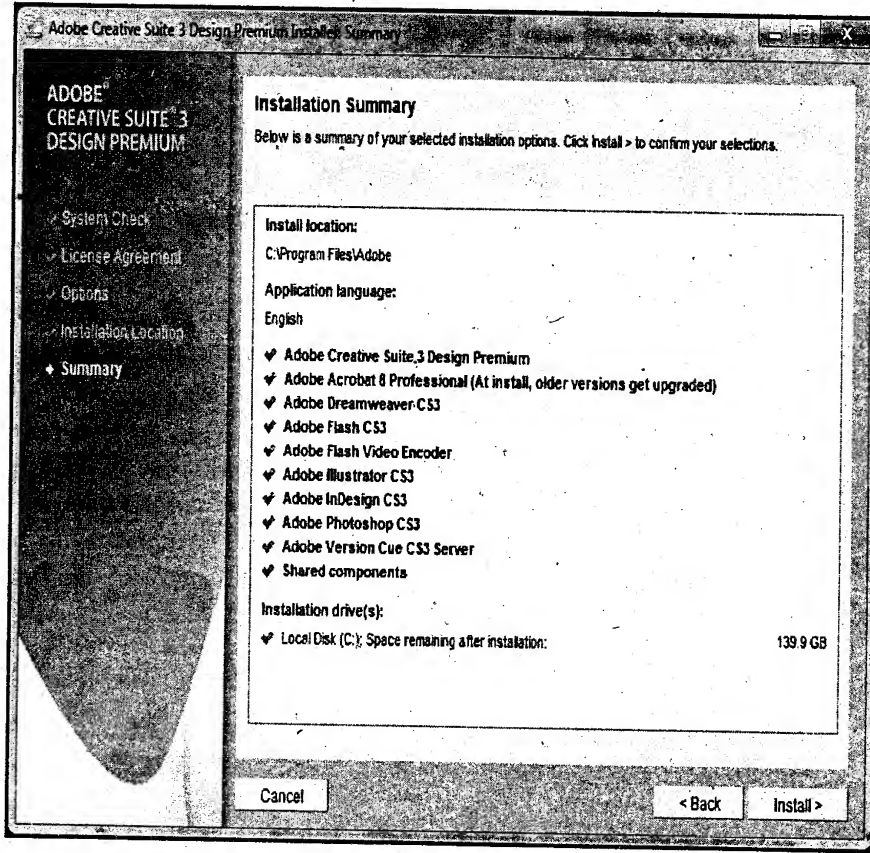 Adobe Creative Suite 3 Design Premium Installer Summary
X
ADOBE®
CREATIVE SUITE® 3
DESIGN PREMIUM
System Check
License Agreement
Options
Installation Location
Summary
Installation Summary
Below is a summary of your selected installation options. Click Install > to confirm your selections.
Install location:
C:\Program Files\Adobe
Application language:
English
Adobe Creative Suite 3 Design Premium
Adobe Acrobat 8 Professional (At install, older versions get upgraded)
Adobe Dreamweaver CS3
Adobe Flash CS3
Adobe Flash Video Encoder
Adobe Illustrator CS3
Adobe InDesign CS3
Adobe Photoshop CS3
Adobe Version Cue CS3 Server
Shared components
Installation drive(s):
Local Disk (C:); Space remaining after installation: 139.9 GB
Cancel
< Back
Install >